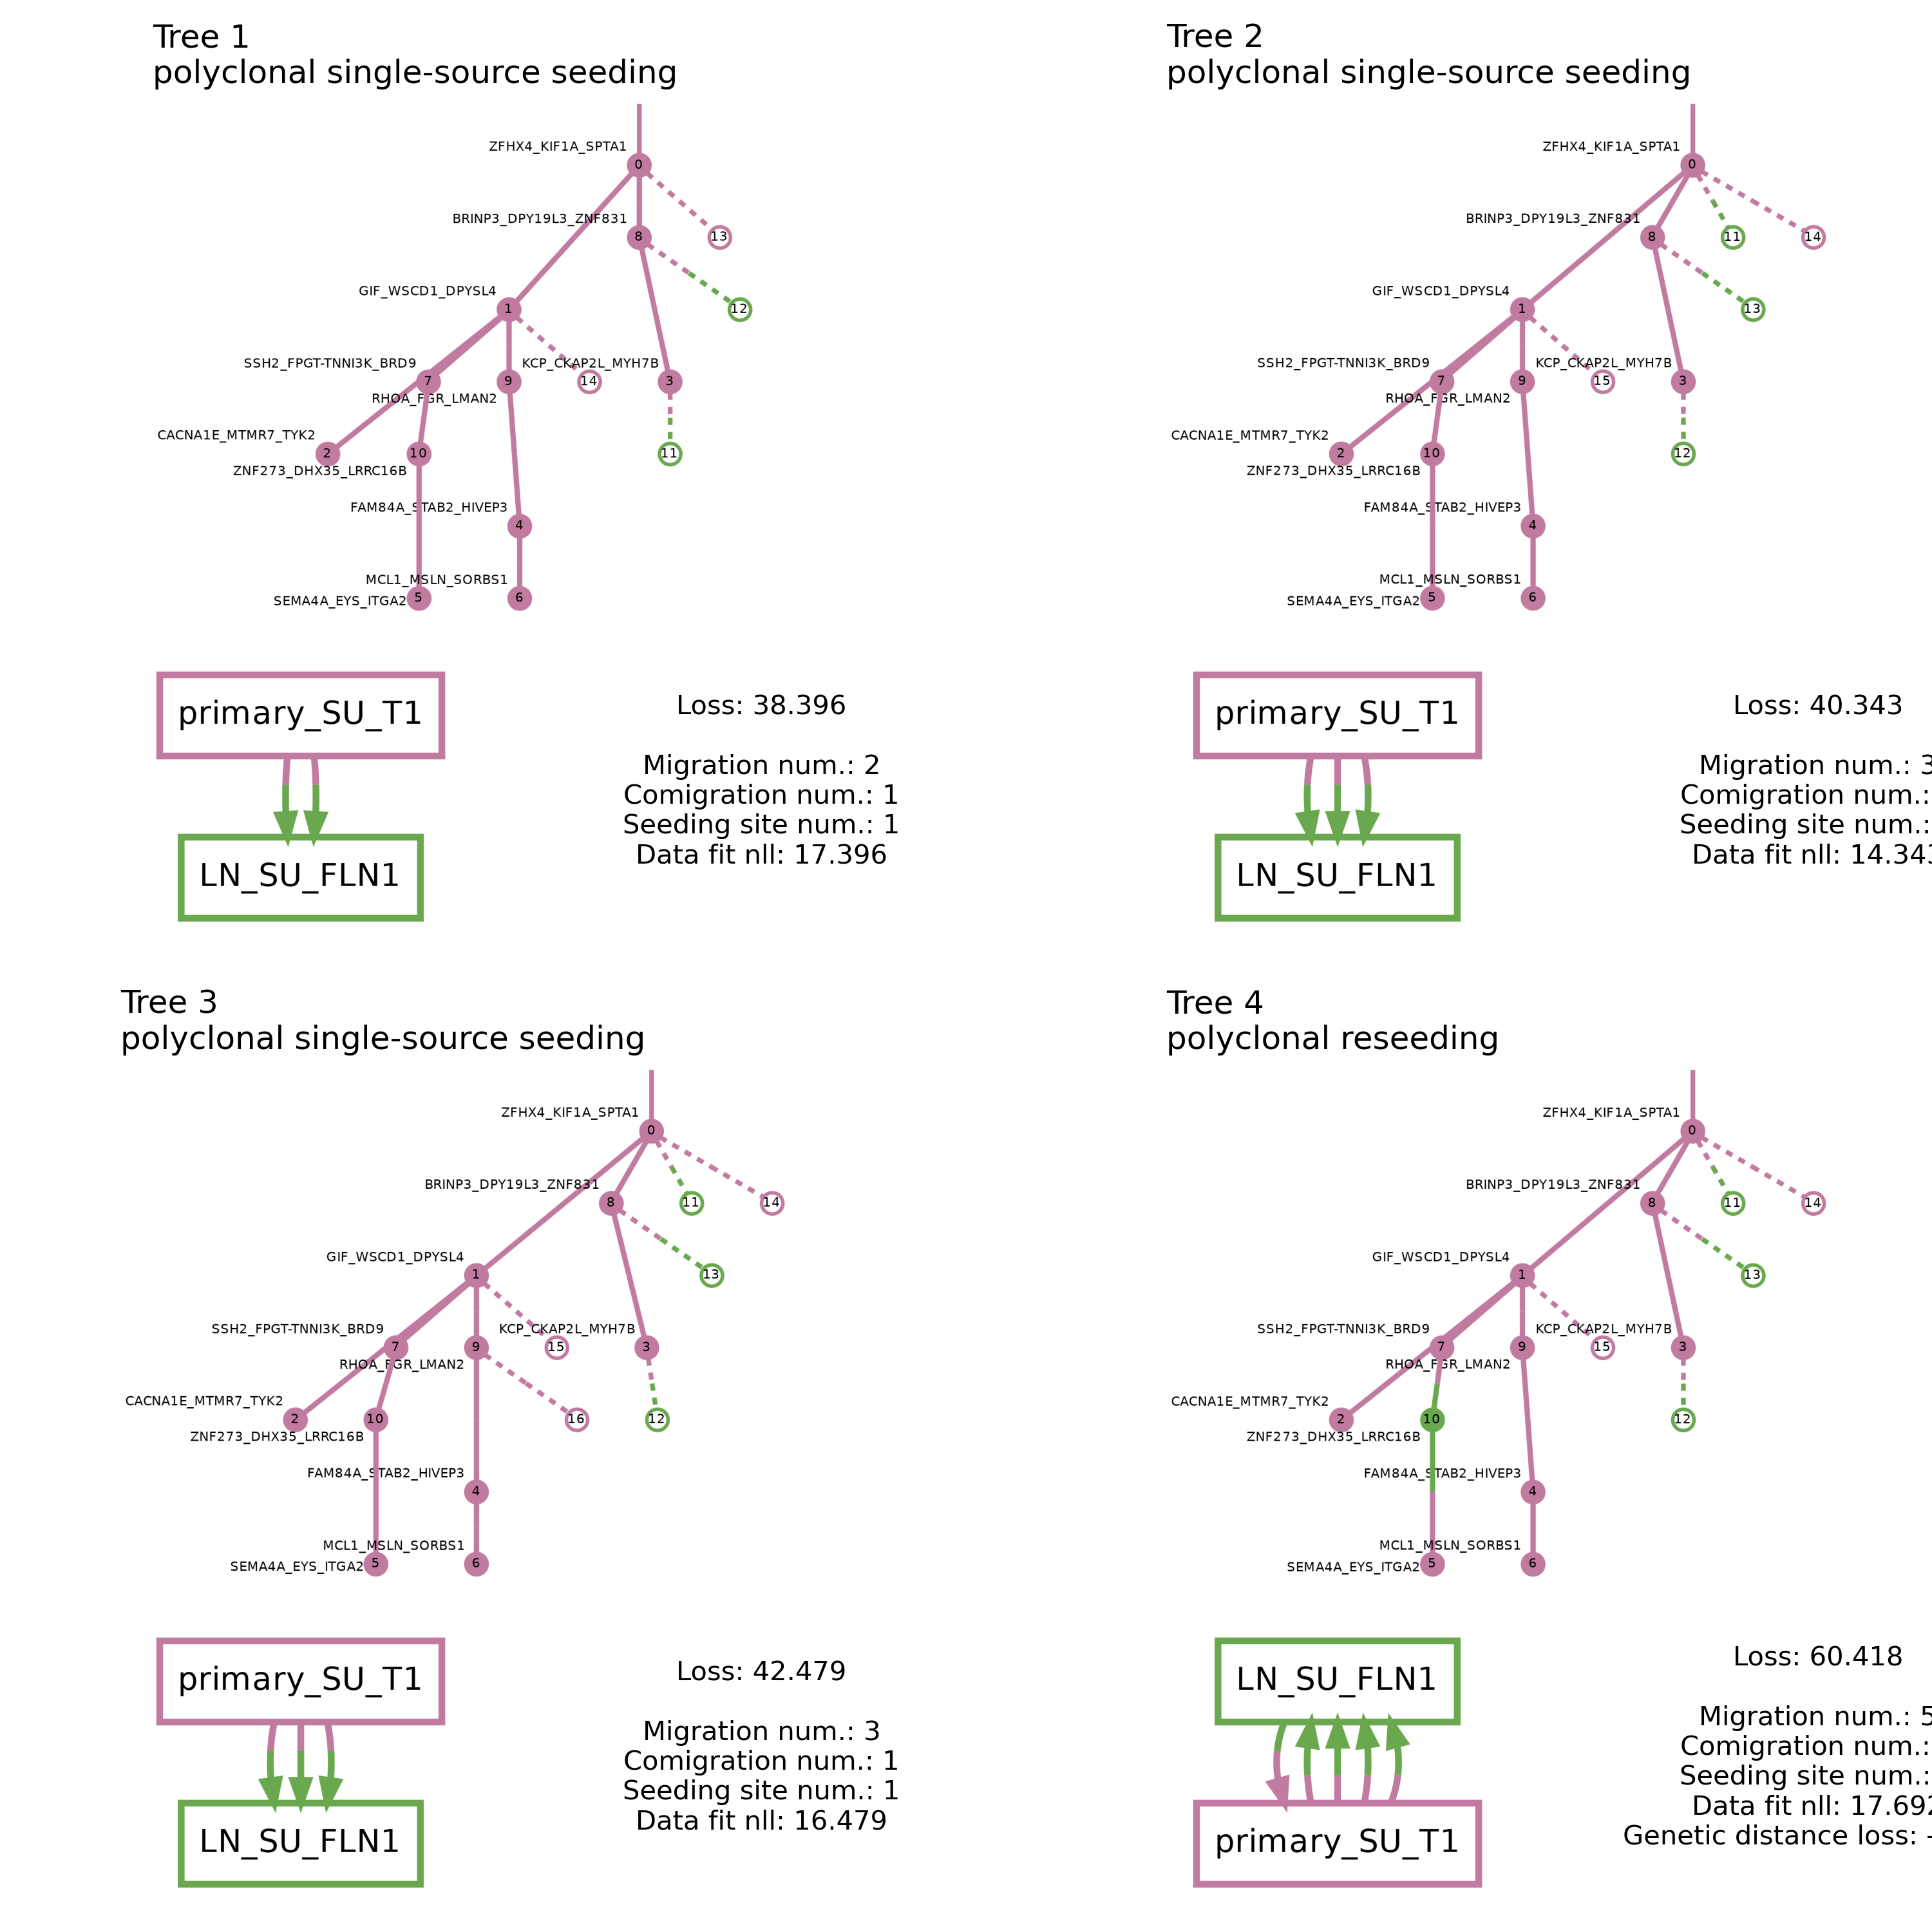 Tree 1
polyclonal single-source seeding
ZFHX4_KIF1A_SPTA1
0
BRINP3_DPY19L3_ZNF831
8
13
GIF_WSCD1_DPYSL4
1
12
SSH2_FPGT-TNNI3K_BRD9
7
9
KCP_CKAP2L_MYH7B
14
3
RHOA_FGR_LMAN2
CACNA1E_MTMR7_TYK2
2
10
11
ZNF273_DHX35_LRRC16B
FAM84A_STAB2_HIVEP3
4
MCL1_MSLN_SORBS1
SEMA4A_EYS_ITGA2
5
6
primary_SU_T1
LN_SU_FLN1
Loss: 38.396
Migration num.: 2
Comigration num.: 1
Seeding site num.: 1
Data fit nll: 17.396
Tree 2
polyclonal single-source seeding
ZFHX4_KIF1A_SPTA1
0
BRINP3_DPY19L3_ZNF831
8
11
14
GIF_WSCD1_DPYSL4
1
13
SSH2_FPGT-TNNI3K_BRD9
7
9
KCP_CKAP2L_MYH7B
15
3
RHOA_FGR_LMAN2
CACNA1E_MTMR7_TYK2
2
10
12
ZNF273_DHX35_LRRC16B
FAM84A_STAB2_HIVEP3
4
MCL1_MSLN_SORBS1
SEMA4A_EYS_ITGA2
5
6
primary_SU_T1
LN_SU_FLN1
Loss: 40.343
Migration num.: 3
Comigration num.:
Seeding site num.:
Data fit nll: 14.343
Tree 3
polyclonal single-source seeding
ZFHX4_KIF1A_SPTA1
0
BRINP3_DPY19L3_ZNF831
8
11
14
GIF_WSCD1_DPYSL4
1
13
SSH2_FPGT-TNNI3K_BRD9
7
9
KCP_CKAP2L_MYH7B
15
3
RHOA_FGR_LMAN2
CACNA1E_MTMR7_TYK2
2
10
16
12
ZNF273_DHX35_LRRC16B
FAM84A_STAB2_HIVEP3
4
MCL1_MSLN_SORBS1
SEMA4A_EYS_ITGA2
5
6
primary_SU_T1
LN_SU_FLN1
Loss: 42.479
Migration num.: 3
Comigration num.: 1
Seeding site num.: 1
Data fit nll: 16.479
Tree 4
polyclonal reseeding
ZFHX4_KIF1A_SPTA1
0
BRINP3_DPY19L3_ZNF831
8
11
14
GIF_WSCD1_DPYSL4
1
13
SSH2_FPGT-TNNI3K_BRD9
7
9
KCP_CKAP2L_MYH7B
15
3
RHOA_FGR_LMAN2
CACNA1E_MTMR7_TYK2
2
10
12
ZNF273_DHX35_LRRC16B
FAM84A_STAB2_HIVEP3
4
MCL1_MSLN_SORBS1
SEMA4A_EYS_ITGA2
5
6
LN_SU_FLN1
primary_SU_T1
Loss: 60.418
Migration num.: 5
Comigration num.:
Seeding site num.:
Data fit nll: 17.692
Genetic distance loss: -